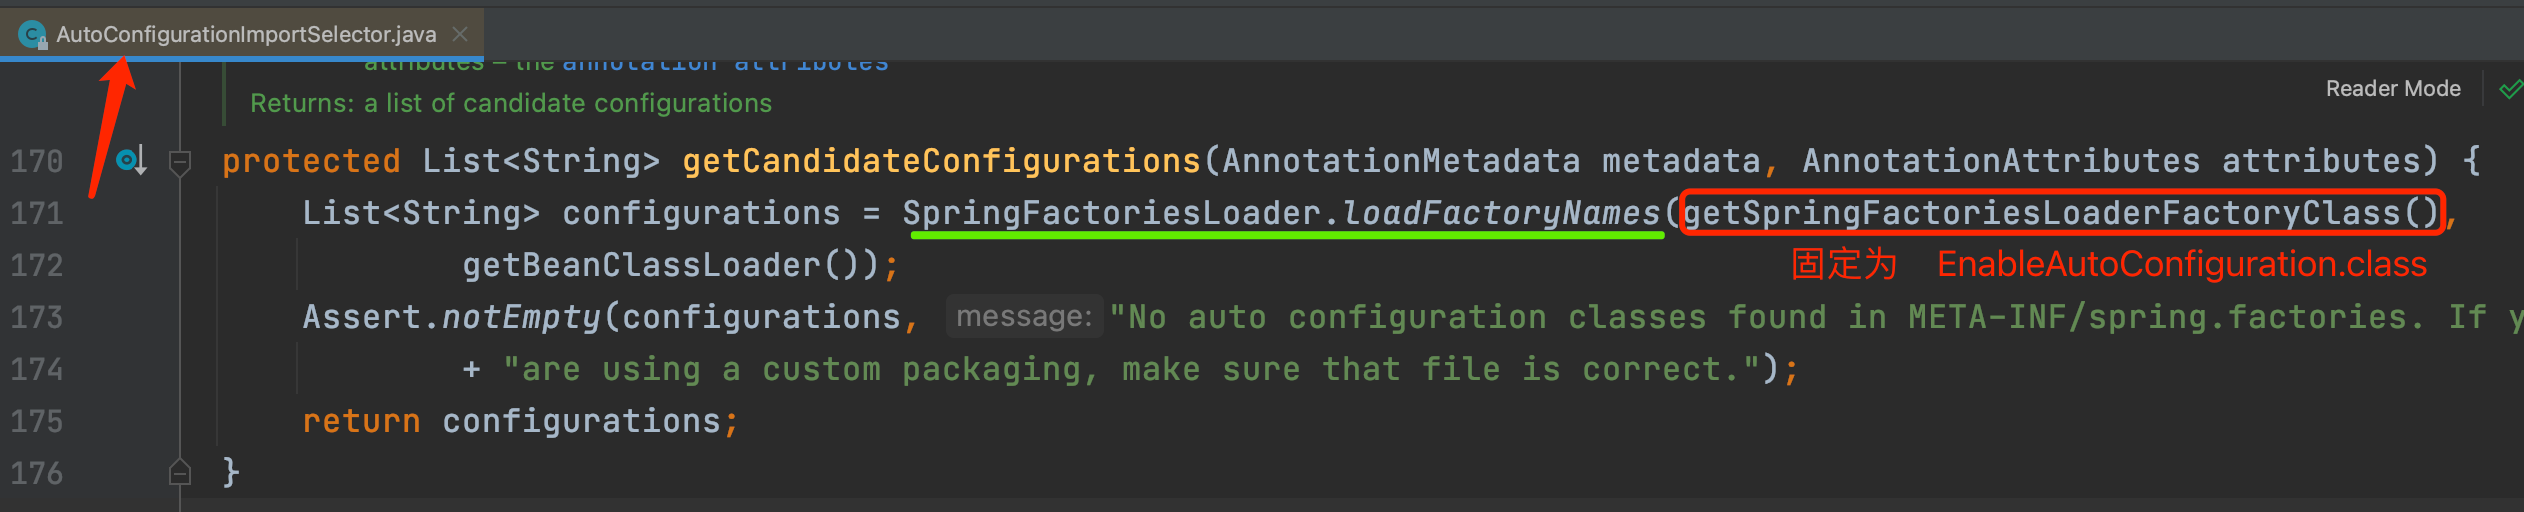 AutoConfigurationImportSelector.java
attributes – the annotation attributes
Returns: a list of candidate configurations
Reader Mode
170 protected List<String> getCandidateConfigurations(AnnotationMetadata metadata, AnnotationAttributes attributes) {
171 List<String> configurations = SpringFactoriesLoader.loadFactoryNames(getSpringFactoriesLoaderFactoryClass(),
172 getBeanClassLoader());
固定为 EnableAutoConfiguration.class
173 Assert.notEmpty(configurations, message: "No auto configuration classes found in META-INF/spring.factories. If y
174 + "are using a custom packaging, make sure that file is correct.");
175 return configurations;
176 }